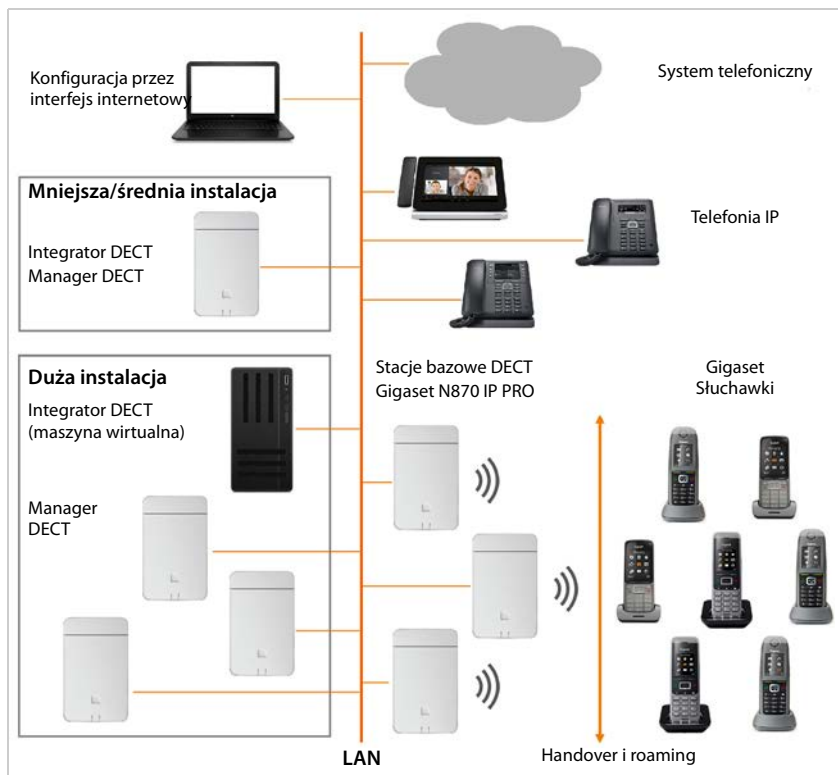 Konfiguracja przez
interfejs internetowy
System telefoniczny
Mniejsza/średnia instalacja
Integrator DECT
Manager DECT
Telefonia IP
Duża instalacja
Integrator DECT
(maszyna wirtualna)
Manager
DECT
Stacje bazowe DECT
Gigaset N870 IP PRO
Gigaset
Słuchawki
LAN
Handover i roaming